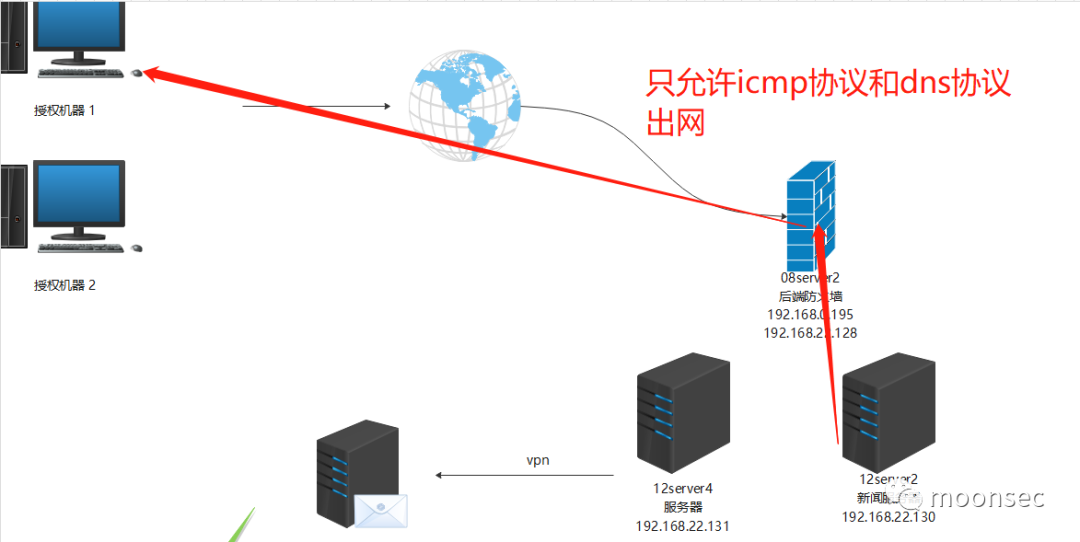 只允许icmp协议和dns协议
出网
授权机器 1
授权机器 2
08server2
后端防火墙
192.168.0.195
192.168.22.128
vpn
12server4
服务器
192.168.22.131
12server2
新闻
192.168.22.130
moonsec